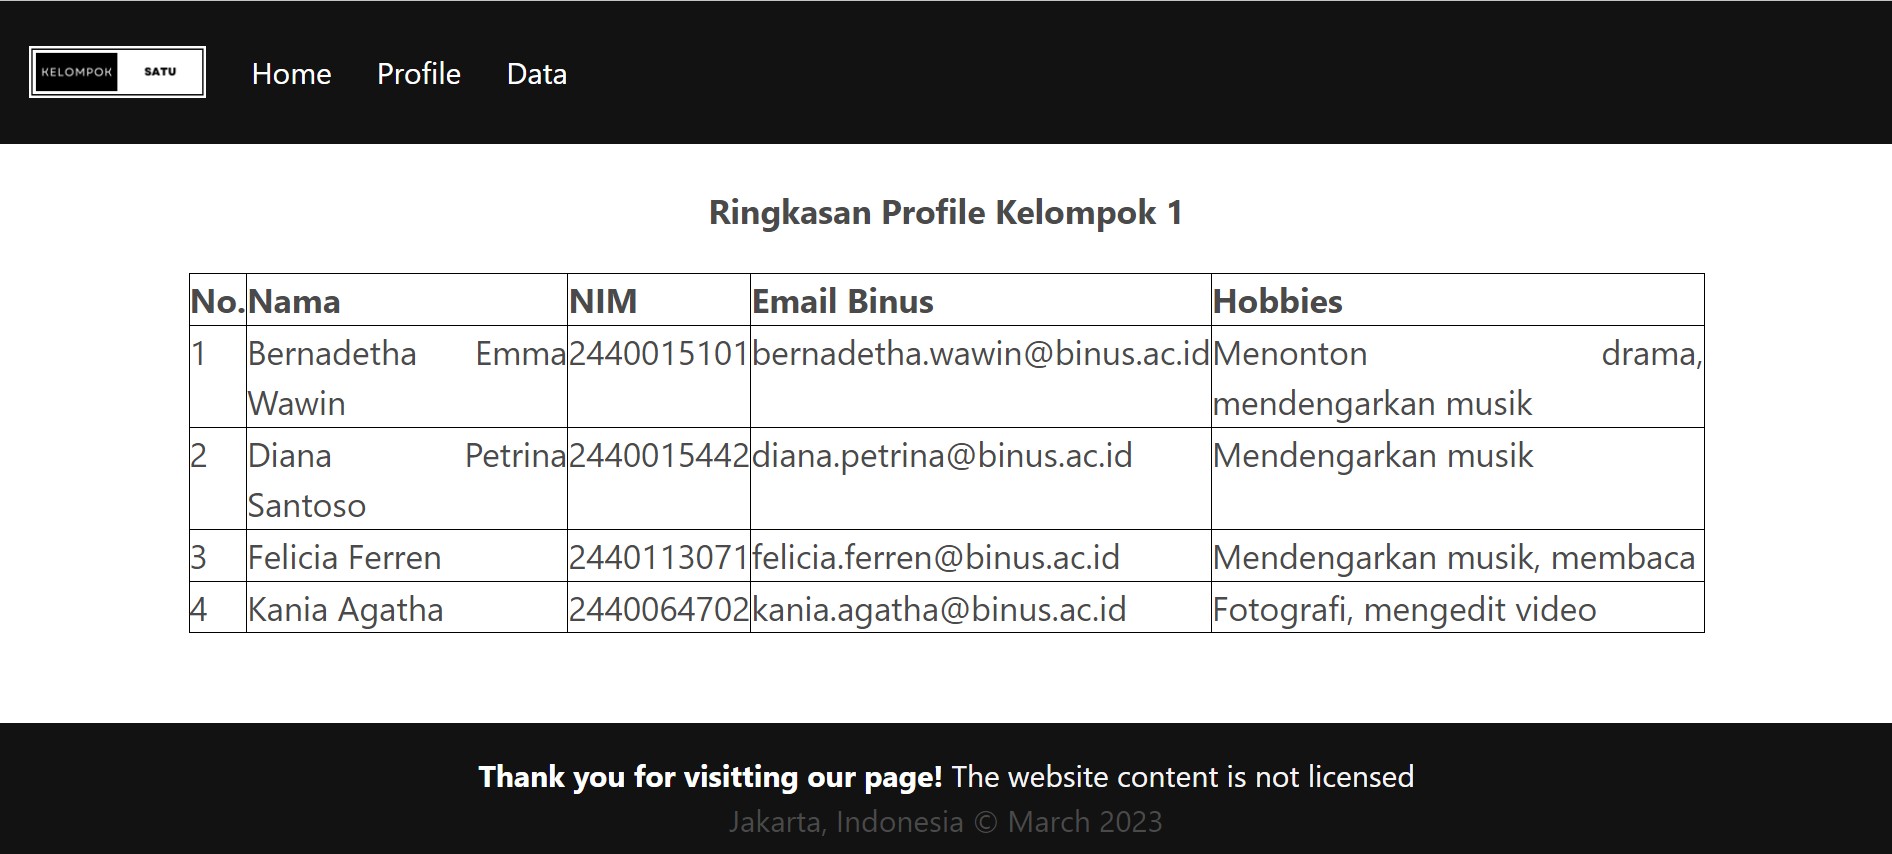 KELOMPOK SATU Home Profile Data
Ringkasan Profile Kelompok 1
No. Nama NIM Email Binus Hobbies
1 Bernadetha Emma 2440015101 bernadetha.wawin@binus.ac.id Menonton drama,
Wawin mendengarkan musik
2 Diana Petrina 2440015442 diana.petrina@binus.ac.id Mendengarkan musik
Santoso
3 Felicia Ferren 2440113071 felicia.ferren@binus.ac.id Mendengarkan musik, membaca
4 Kania Agatha 2440064702 kania.agatha@binus.ac.id Fotografi, mengedit video
Thank you for visitting our page! The website content is not licensed
Jakarta, Indonesia © March 2023